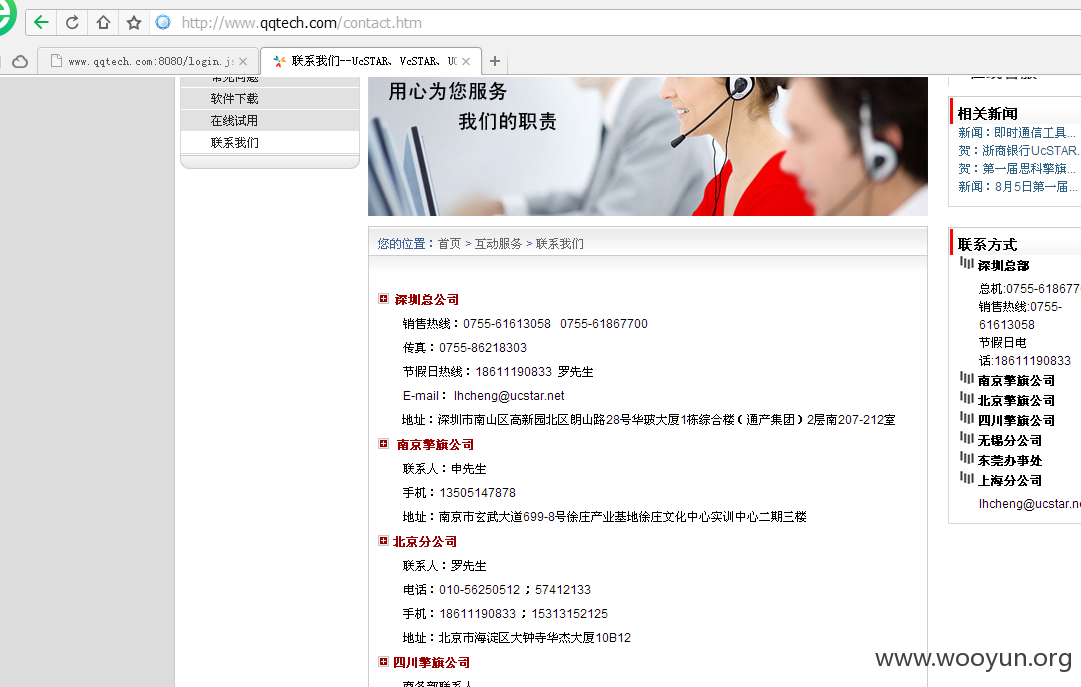 http://www.qqtech.com/contact.htm
www.qqtech.com:8080/login.js
联系我们--UcSTAR、VcSTAR、UC
常见问题
软件下载
在线试用
联系我们
用心为您服务
我们的职责
您的位置：首页 > 互动服务 > 联系我们
深圳总公司
销售热线：0755-61613058 0755-61867700
传真：0755-86218303
节假日热线：18611190833 罗先生
E-mail： lhcheng@ucstar.net
地址：深圳市南山区高新园北区朗山路28号华玻大厦1栋综合楼（通产集团）2层南207-212室
南京擎旗公司
联系人：申先生
手机：13505147878
地址：南京市玄武大道699-8号徐庄产业基地徐庄文化中心实训中心二期三楼
北京分公司
联系人：罗先生
电话：010-56250512 ；57412133
手机：18611190833 ；15313152125
地址：北京市海淀区大钟寺华杰大厦10B12
四川擎旗公司
商务部联系人
在线客服
相关新闻
新闻：即时通信工具...
贺：浙商银行UcSTAR.
贺：第一届思科擎旗...
新闻：8月5日第一届...
联系方式
深圳总部
总机:0755-618677
销售热线:0755-
61613058
节假日电
话:18611190833
南京擎旗公司
北京擎旗公司
四川擎旗公司
无锡分公司
东莞办事处
上海分公司
lhcheng@ucstar.ne
www.wooyun.org